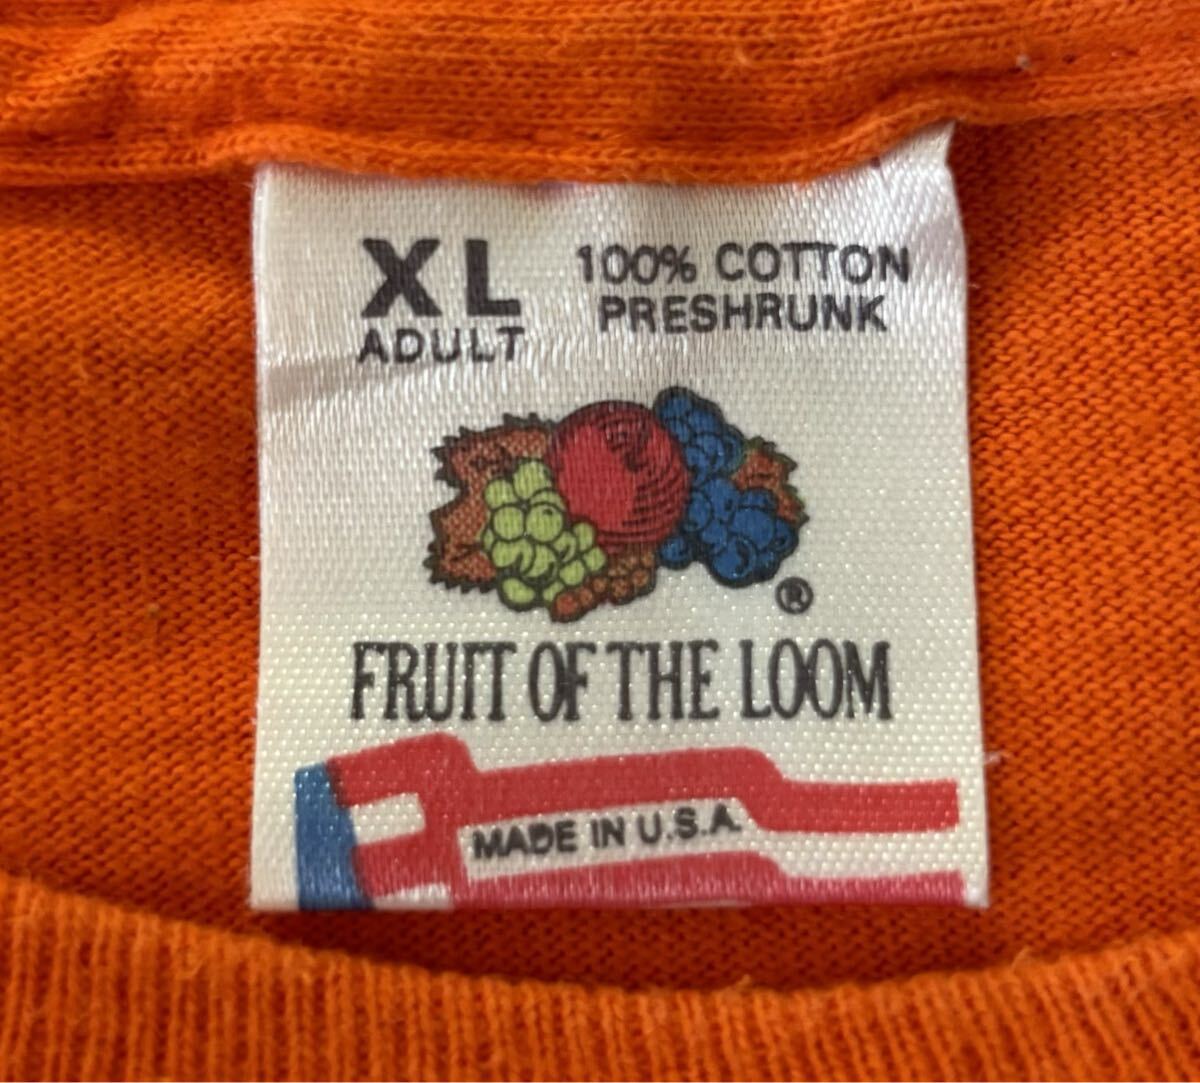 XL
ADULT
100% COTTON
PRESHRUNK
®
FRUIT OF THE LOOM
MADE IN U.S.A.